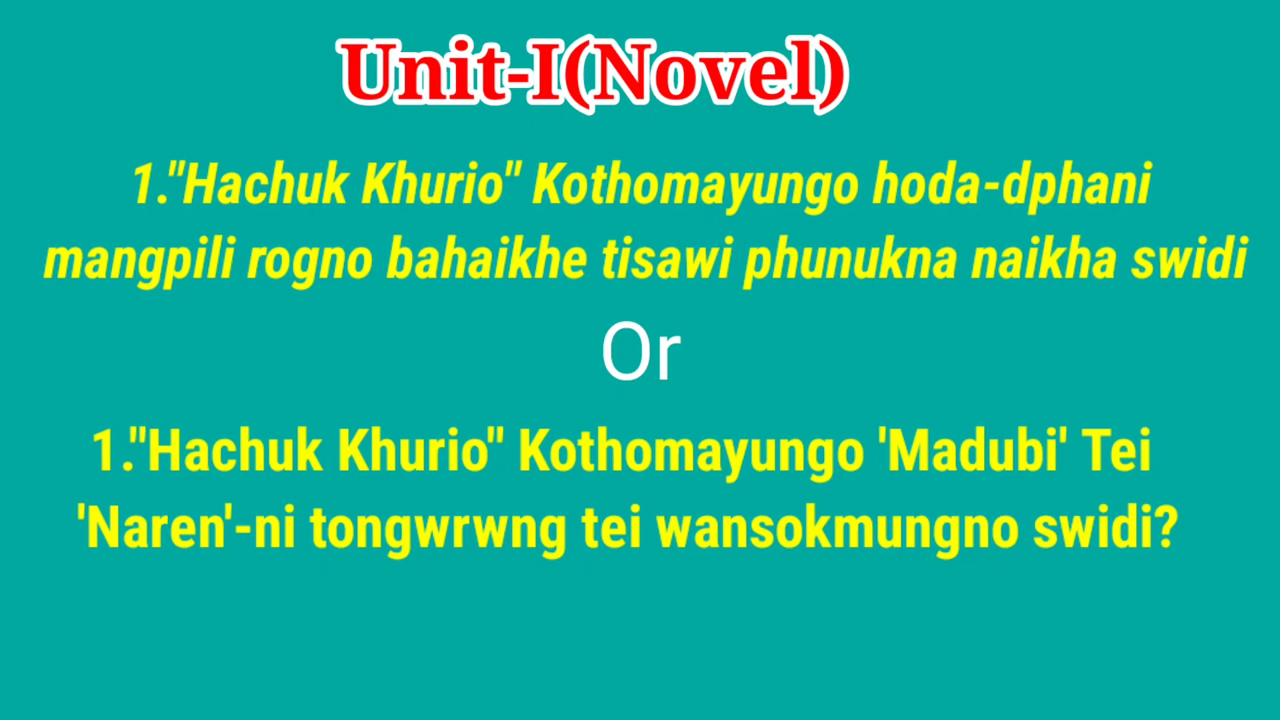 Unit-I(Novel)
1."Hachuk Khurio" Kothomayungo hoda-dphani
mangpili rogno bahaikhe tisawi phunukna naikha swidi
Or
1."Hachuk Khurio" Kothomayungo 'Madubi' Tei
'Naren'-ni tongwrwng tei wansokmungno swidi?